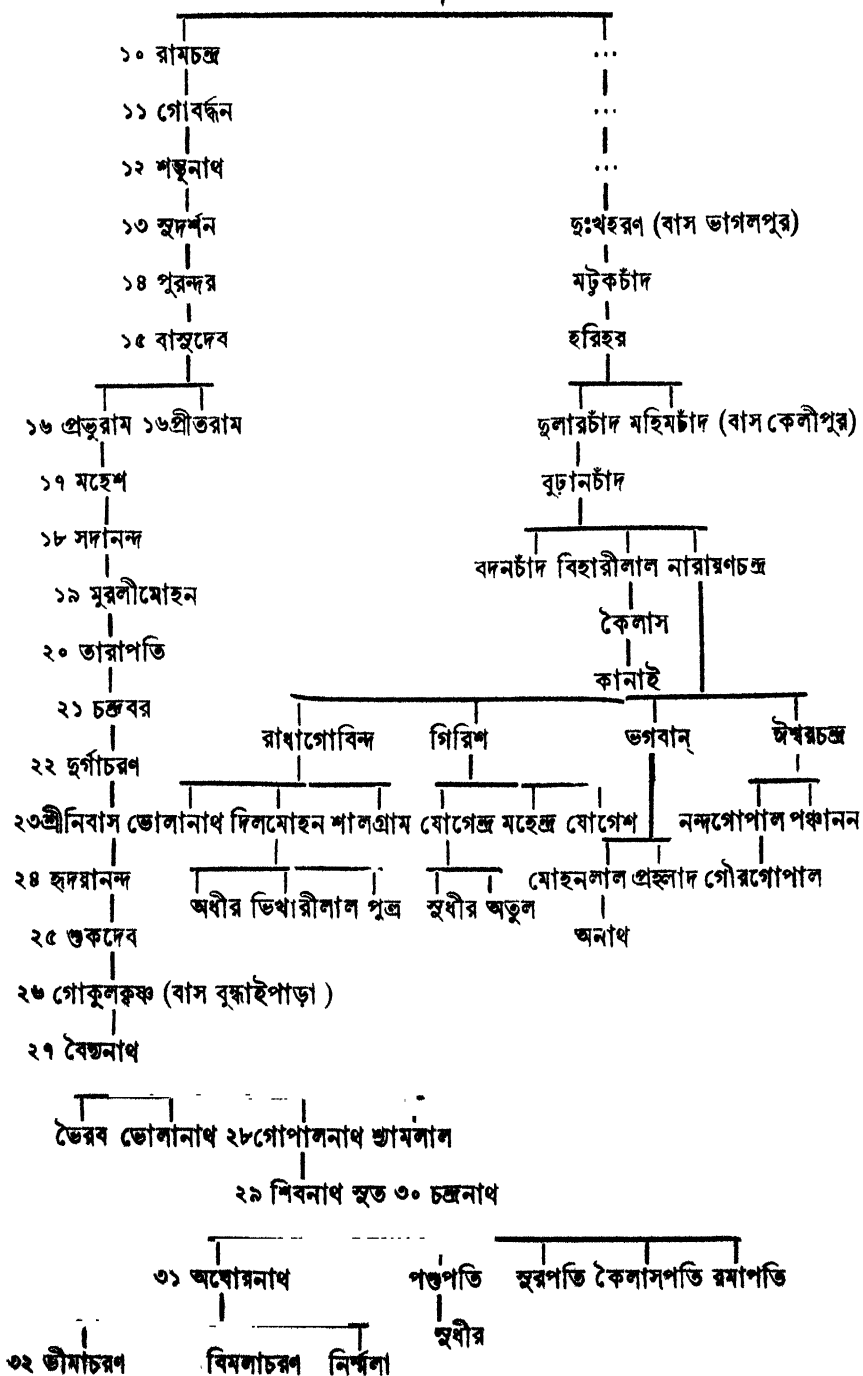 ১০ রামচন্দ্র ...
১১ গোবর্দ্ধন ...
১২ শম্ভুনাথ ...
১৩ সুদর্শন দুঃখহরণ (বাস ভাগলপুর)
১৪ পুরন্দর মটুকচাঁদ
১৫ বাসুদেব হরিহর
১৬ প্রভুরাম ১৬প্রীতরাম দুলারচাঁদ মহিমচাঁদ (বাস কেলীপুর)
১৭ মহেশ বুঢ়ানচাঁদ
১৮ সদানন্দ বদনচাঁদ বিহারীলাল নারায়ণচন্দ্র
১৯ মুরলীমোহন কৈলাস
২০ তারাপতি কানাই
২১ চন্দ্রবর রাধাগোবিন্দ গিরিশ ভগবান্ ঈশ্বরচন্দ্র
২২ দুর্গাচরণ
২৩শ্রীনিবাস ভোলানাথ দিলমোহন শালগ্রাম যোগেন্দ্র মহেন্দ্র যোগেশ নন্দগোপাল পঞ্চানন
২৪ হৃদয়ানন্দ অধীর ভিখারীলাল পুত্র সুধীর অতুল মোহনলাল প্রহ্লাদ গৌরগোপাল
২৫ শুকদেব অনাথ
২৬ গোকুলকৃষ্ণ (বাস বুন্ধাইপাড়া )
২৭ বৈদ্যনাথ
ভৈরব ভোলানাথ ২৮গোপালনাথ শ্যামলাল
২৯ শিবনাথ সুত ৩০ চন্দ্রনাথ
৩১ অঘোরনাথ পশুপতি সুরপতি কৈলাসপতি রমাপতি
সুধীর
৩২ ভীমাচরণ বিমলাচরণ নির্ম্মলা